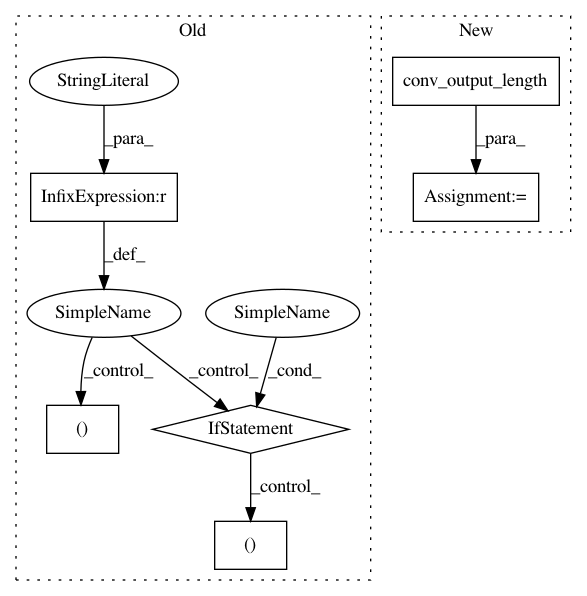 Old
New
StringLiteral
conv_output_length
_para_
_para_
InfixExpression:r
Assignment:=
_def_
SimpleName
SimpleName
_control_
_control_
_cond_
()
IfStatement
_control_
()